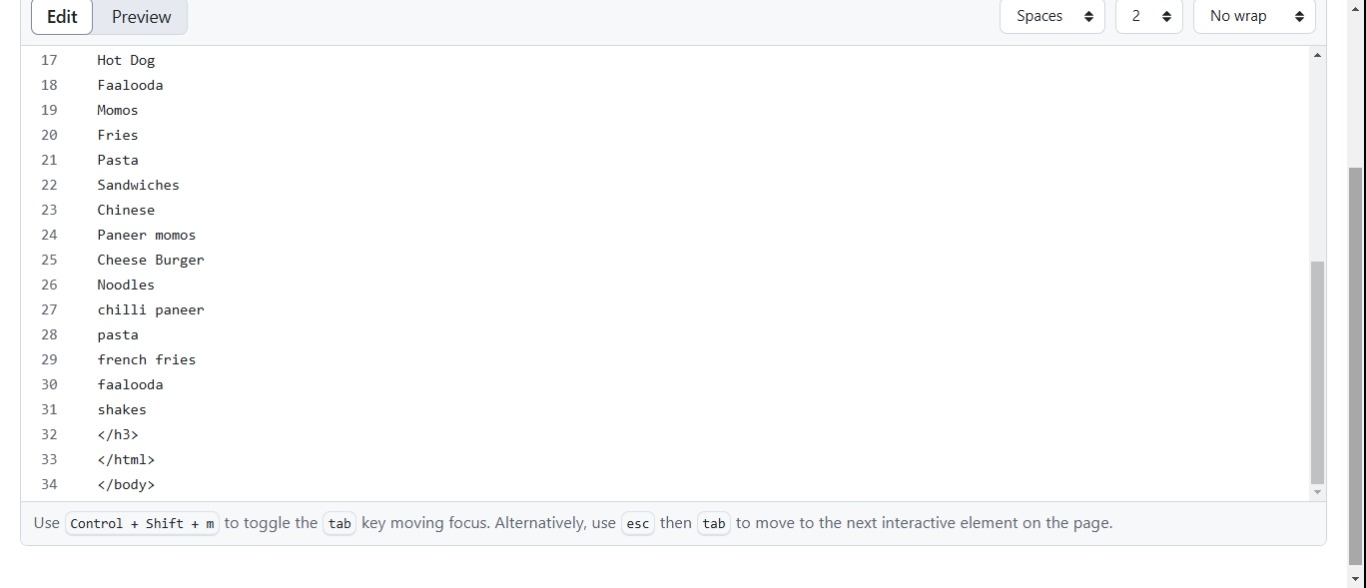 Edit Preview Spaces 2 No wrap
17 Hot Dog
18 Faalooda
19 Momos
20 Fries
21 Pasta
22 Sandwiches
23 Chinese
24 Paneer momos
25 Cheese Burger
26 Noodles
27 chilli paneer
28 pasta
29 french fries
30 faalooda
31 shakes
32 </h3>
33 </html>
34 </body>
Use Control + Shift + m to toggle the tab key moving focus. Alternatively, use esc then tab to move to the next interactive element on the page.